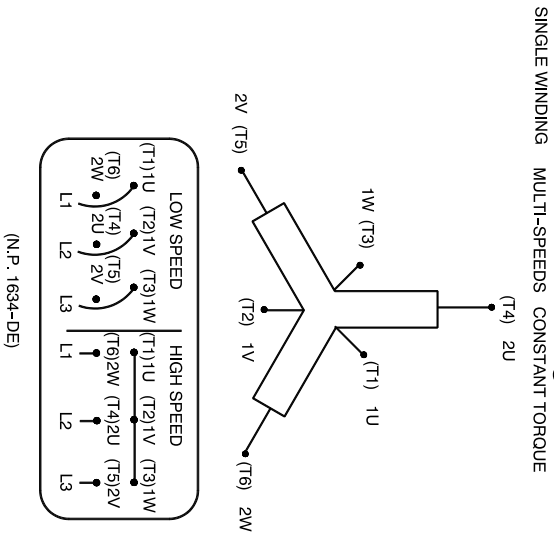 SINGLE WINDING MULTI-SPEEDS CONSTANT TORQUE
(T4) 2U
1W (T3)
(T1) 1U
2V (T5)
(T2) 1V
(T6) 2W
LOW SPEED
(T1)1U (T2)1V (T3)1W
(T6) (T4) (T5)
2W 2U 2V
L1 L2 L3
HIGH SPEED
(T1)1U (T2)1V (T3)1W
(T6)2W (T4)2U (T5)2V
L1 L2 L3
(N.P. 1634-DE)